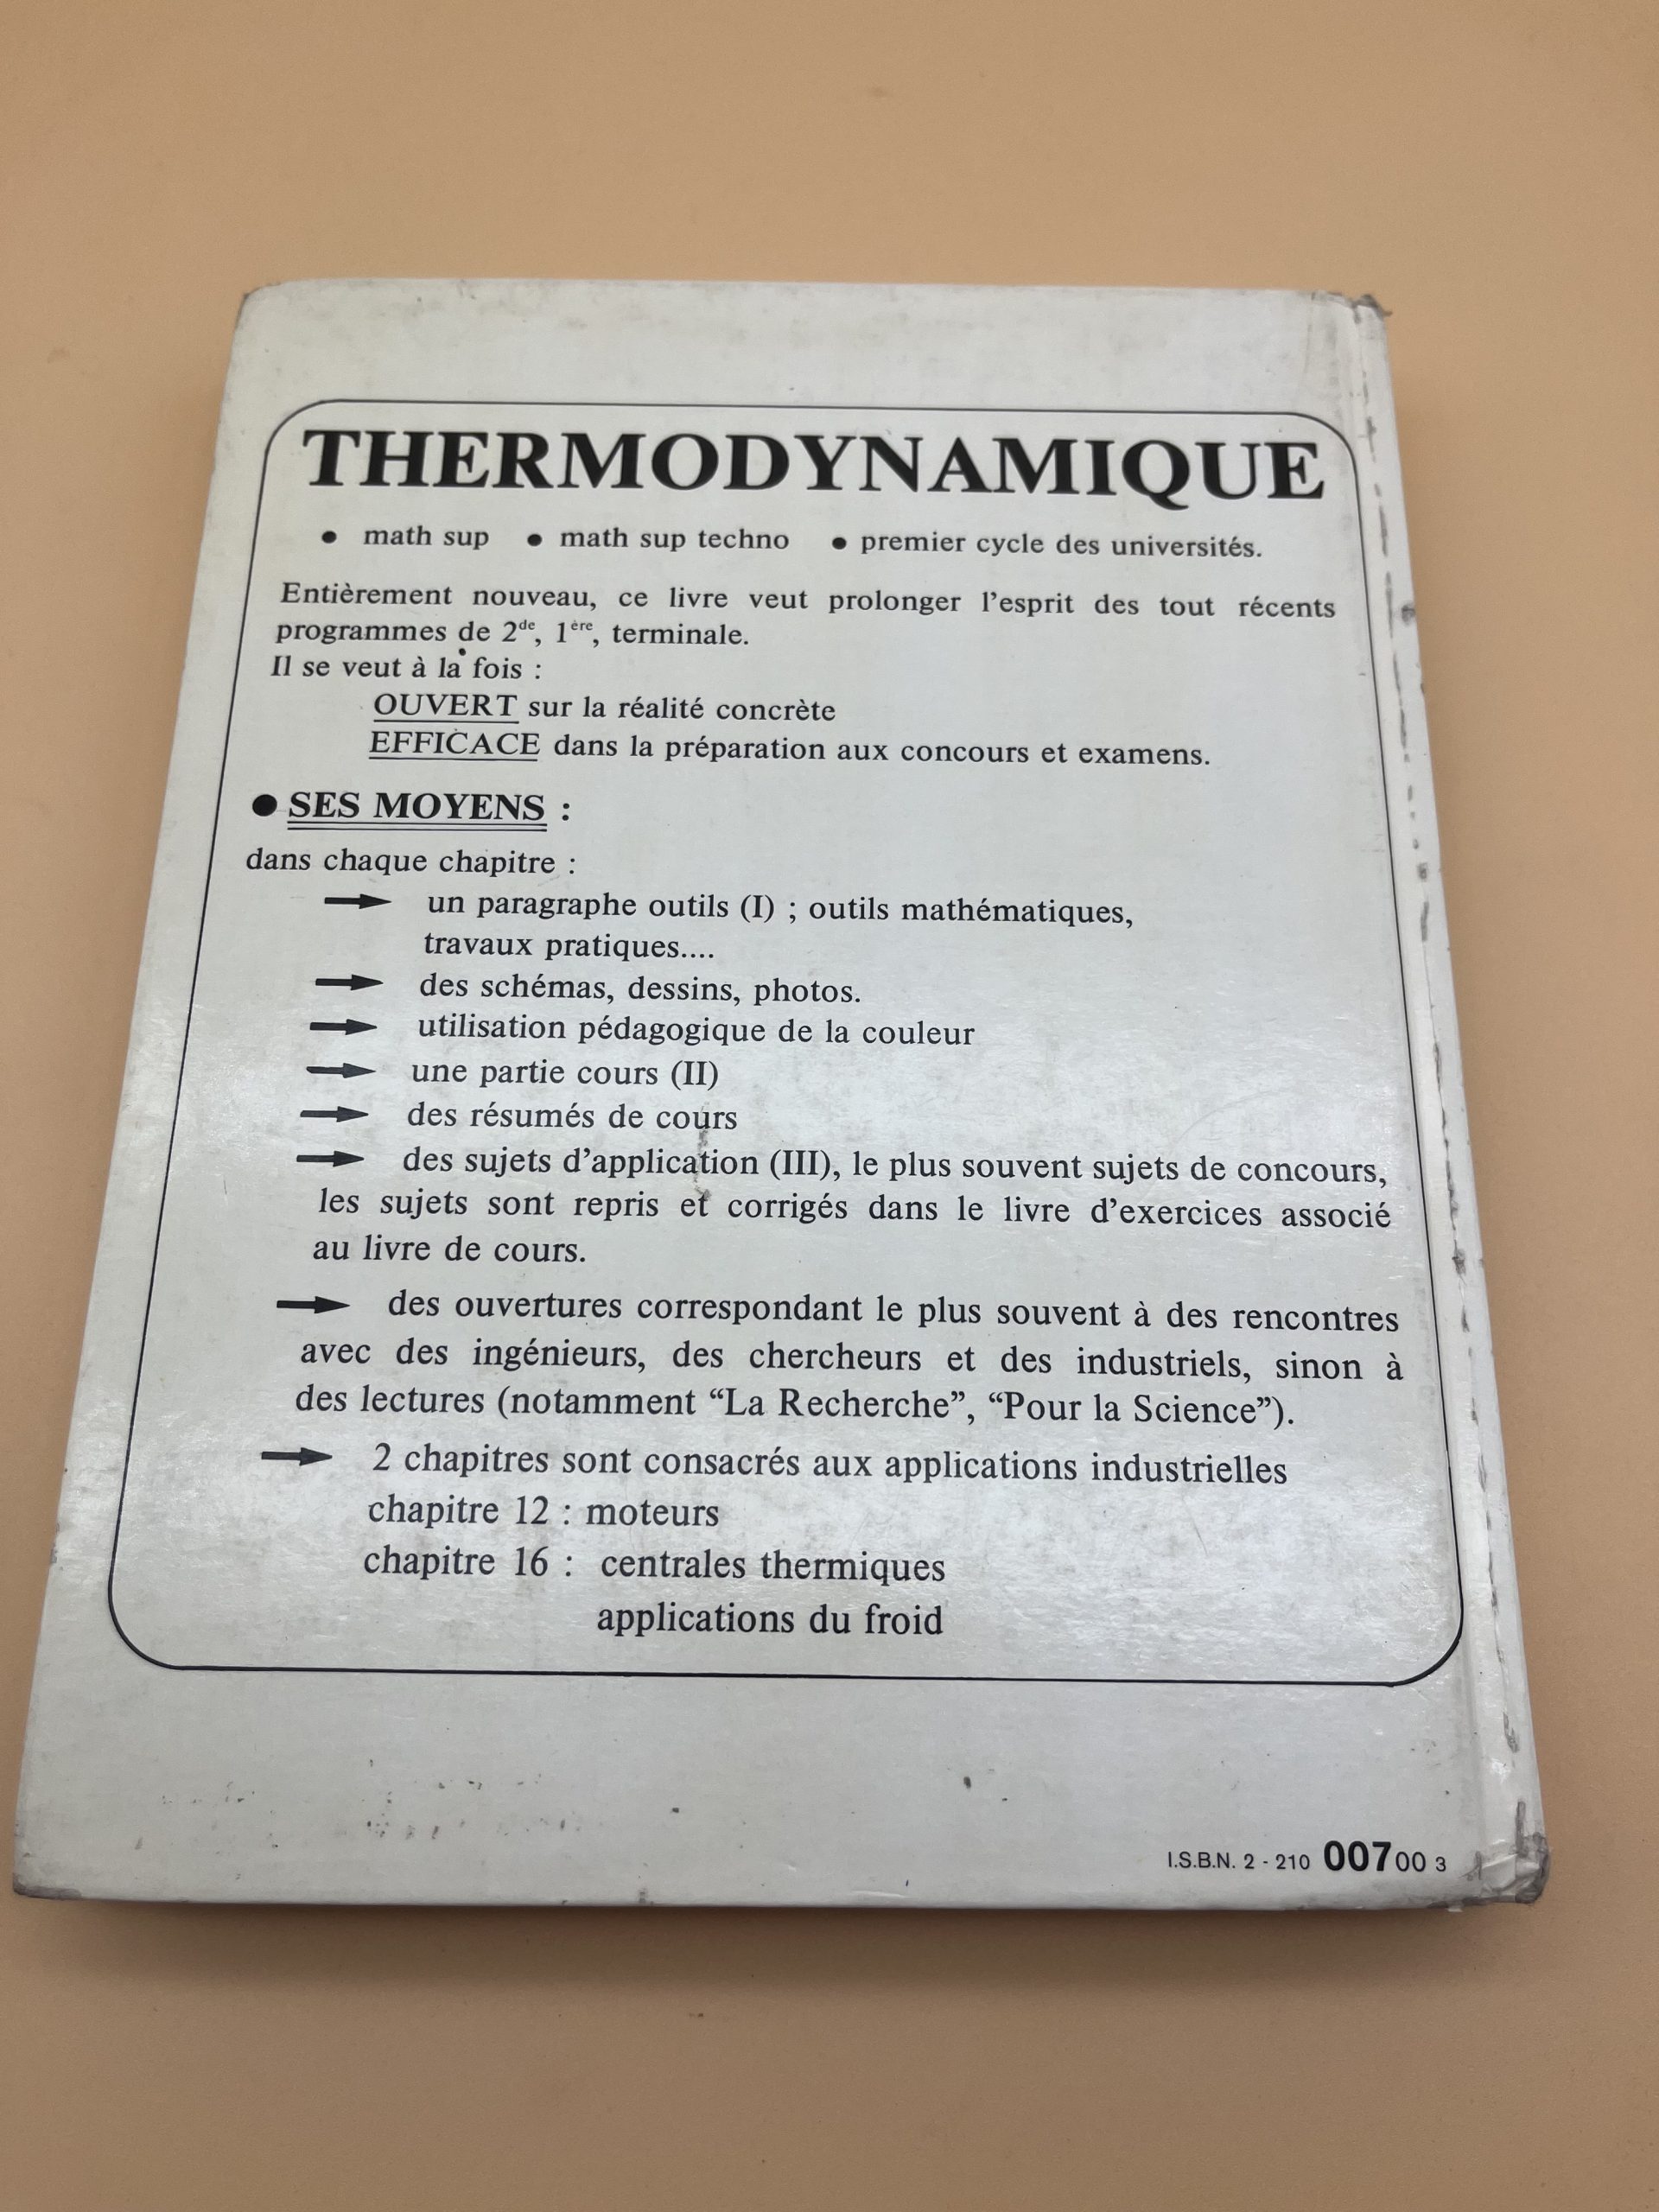 THERMODYNAMIQUE
• math sup • math sup techno • premier cycle des universités.
Entièrement nouveau, ce livre veut prolonger l'esprit des tout récents
programmes de 2de, 1ère, terminale.
Il se veut à la fois :
OUVERT sur la réalité concrète
EFFICACE dans la préparation aux concours et examens.
• SES MOYENS :
dans chaque chapitre :
→ un paragraphe outils (I) ; outils mathématiques,
travaux pratiques....
→ des schémas, dessins, photos.
→ utilisation pédagogique de la couleur
→ une partie cours (II)
→ des résumés de cours
→ des sujets d'application (III), le plus souvent sujets de concours,
les sujets sont repris et corrigés dans le livre d'exercices associé
au livre de cours.
→ des ouvertures correspondant le plus souvent à des rencontres
avec des ingénieurs, des chercheurs et des industriels, sinon à
des lectures (notamment “La Recherche”, “Pour la Science”).
→ 2 chapitres sont consacrés aux applications industrielles
chapitre 12 : moteurs
chapitre 16 : centrales thermiques
applications du froid
I.S.B.N. 2 - 210 00700 3